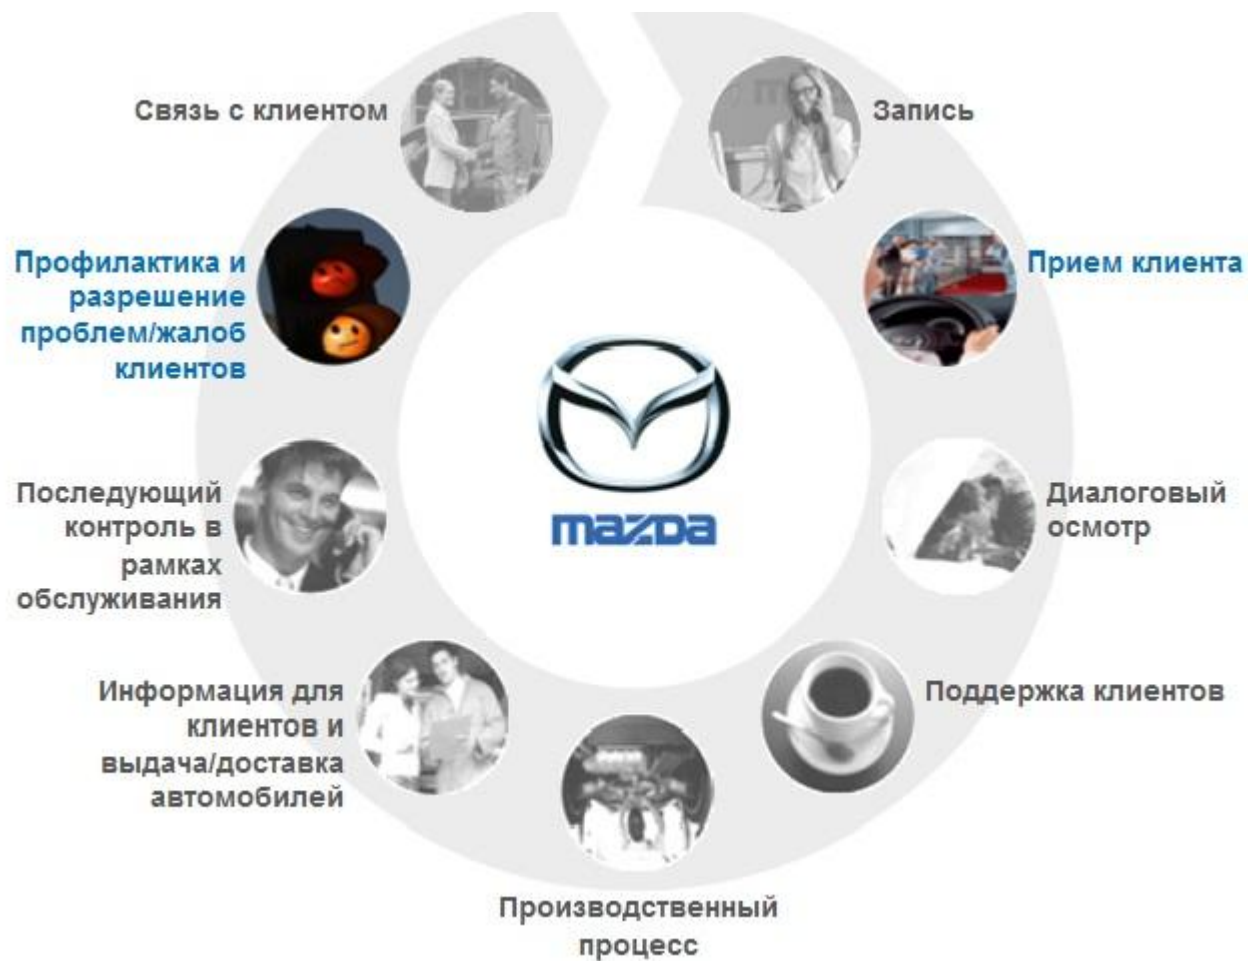 Связь с клиентом
Запись
Профилактика и
разрешение
проблем/жалоб
клиентов
Прием клиента
mazda
Последующий
контроль в
рамках
обслуживания
Диалоговый
осмотр
Информация для
клиентов и
выдача/доставка
автомобилей
Поддержка клиентов
Производственный
процесс